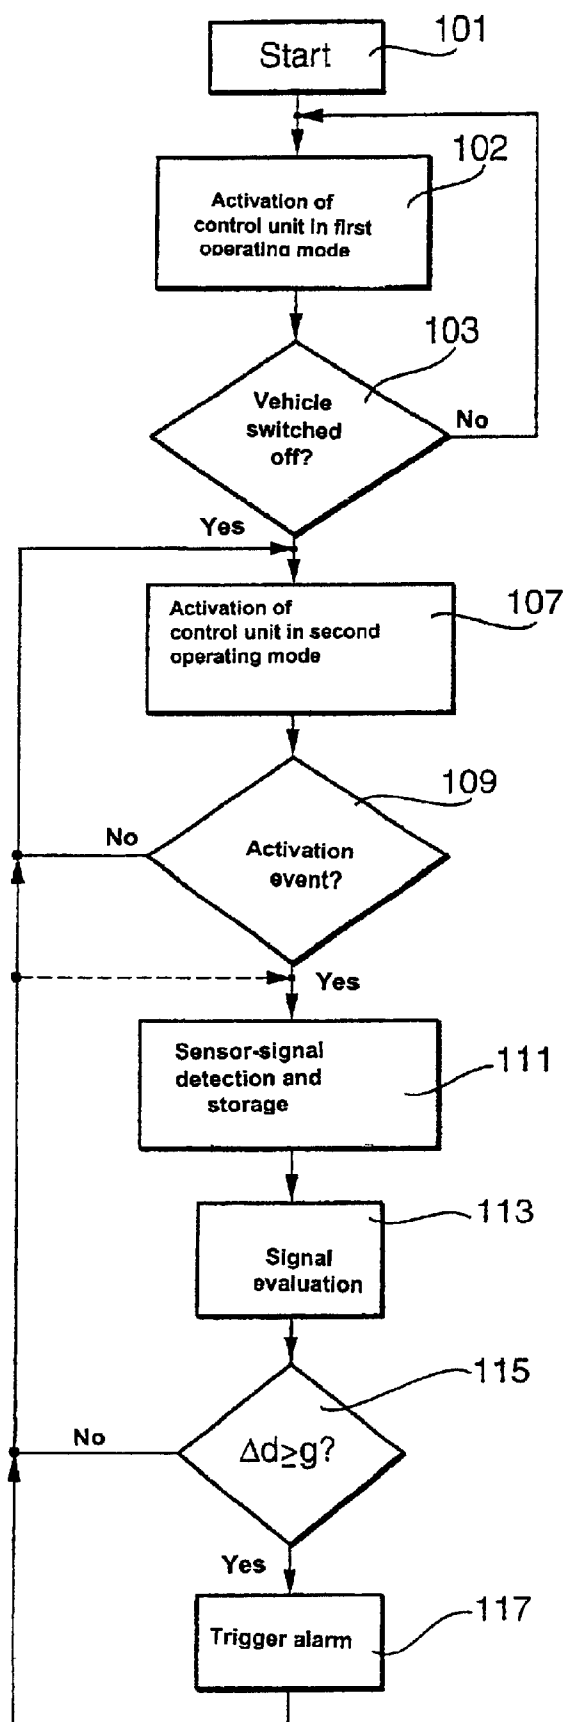 101
Start
102
Activation of
control unit in first
operating mode
103
Vehicle
switched
off?
No
Yes
107
Activation of
control unit in second
operating mode
109
No
Activation
event?
Yes
Sensor-signal
detection and
storage
111
113
Signal
evaluation
115
No
Δd≥g?
Yes
117
Trigger alarm